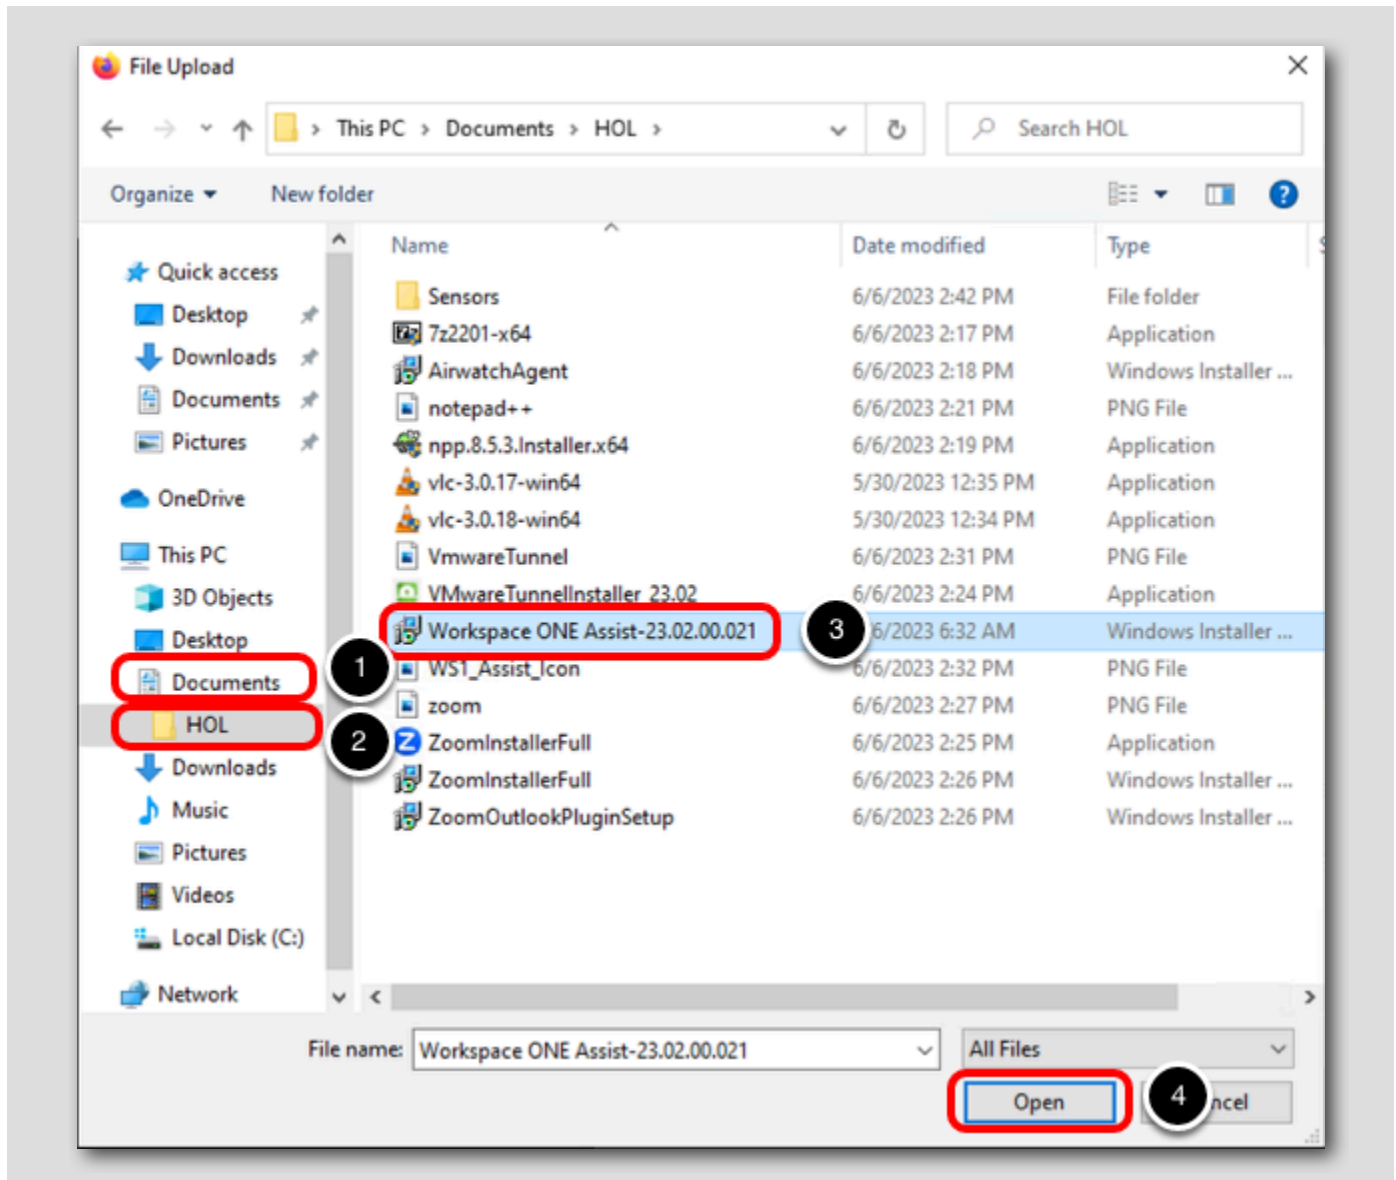 File Upload
This PC > Documents > HOL >
Search HOL
Organize
New folder
?
Name
Date modified
Type
Quick access
Desktop
Downloads
Documents
Pictures
OneDrive
This PC
3D Objects
Desktop
Documents
1
HOL
2
Downloads
Music
Pictures
Videos
Local Disk (C:)
Network
Sensors 6/6/2023 2:42 PM File folder
7z2201-x64 6/6/2023 2:17 PM Application
AirwatchAgent 6/6/2023 2:18 PM Windows Installer ...
notepad++ 6/6/2023 2:21 PM PNG File
npp.8.5.3.Installer.x64 6/6/2023 2:19 PM Application
vlc-3.0.17-win64 5/30/2023 12:35 PM Application
vlc-3.0.18-win64 5/30/2023 12:34 PM Application
VmwareTunnel 6/6/2023 2:31 PM PNG File
VMwareTunnelInstaller_23.02 6/6/2023 2:24 PM Application
Workspace ONE Assist-23.02.00.021 3 /6/2023 6:32 AM Windows Installer ...
WS1_Assist_Icon 6/6/2023 2:32 PM PNG File
zoom 6/6/2023 2:27 PM PNG File
ZoomInstallerFull 6/6/2023 2:25 PM Application
ZoomInstallerFull 6/6/2023 2:26 PM Windows Installer ...
ZoomOutlookPluginSetup 6/6/2023 2:26 PM Windows Installer ...
File name: Workspace ONE Assist-23.02.00.021 All Files
Open 4 ncel